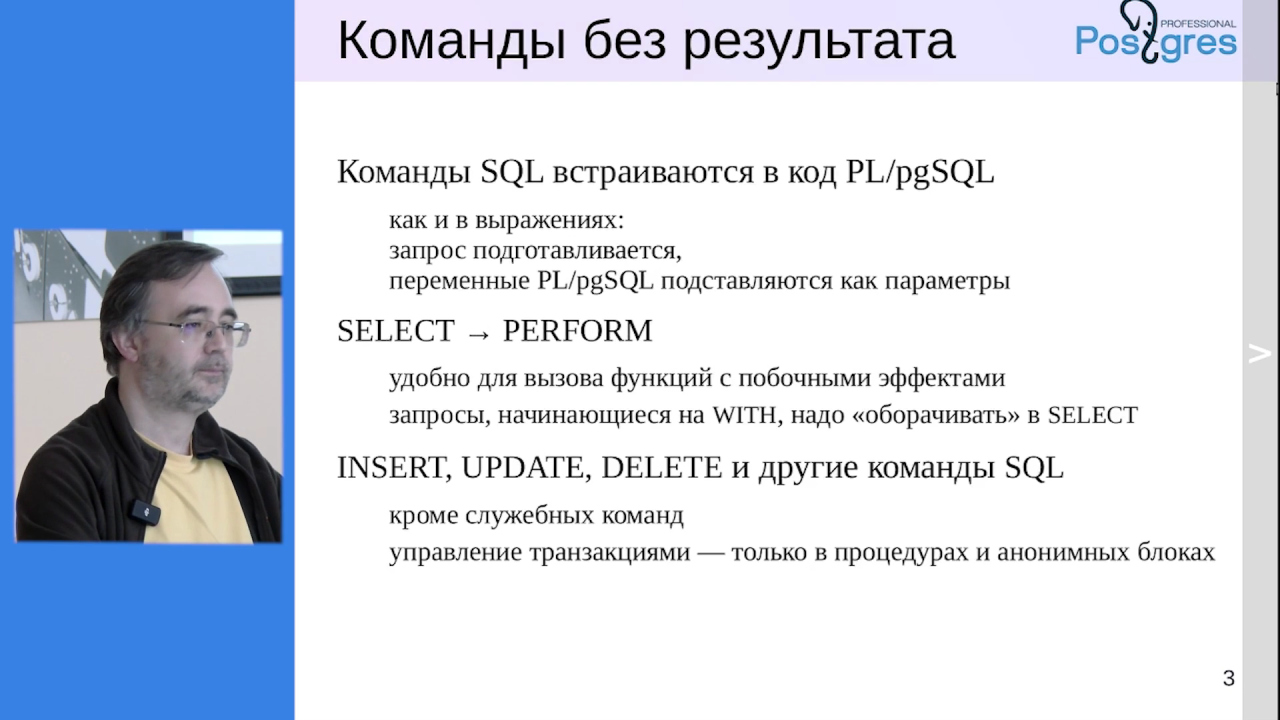 Команды без результата
PROFESSIONAL
Postgres
Команды SQL встраиваются в код PL/pgSQL
как и в выражениях:
запрос подготавливается,
переменные PL/pgSQL подставляются как параметры
SELECT → PERFORM
удобно для вызова функций с побочными эффектами
запросы, начинающиеся на WITH, надо «оборачивать» в SELECT
INSERT, UPDATE, DELETE и другие команды SQL
кроме служебных команд
управление транзакциями — только в процедурах и анонимных блоках
3
>